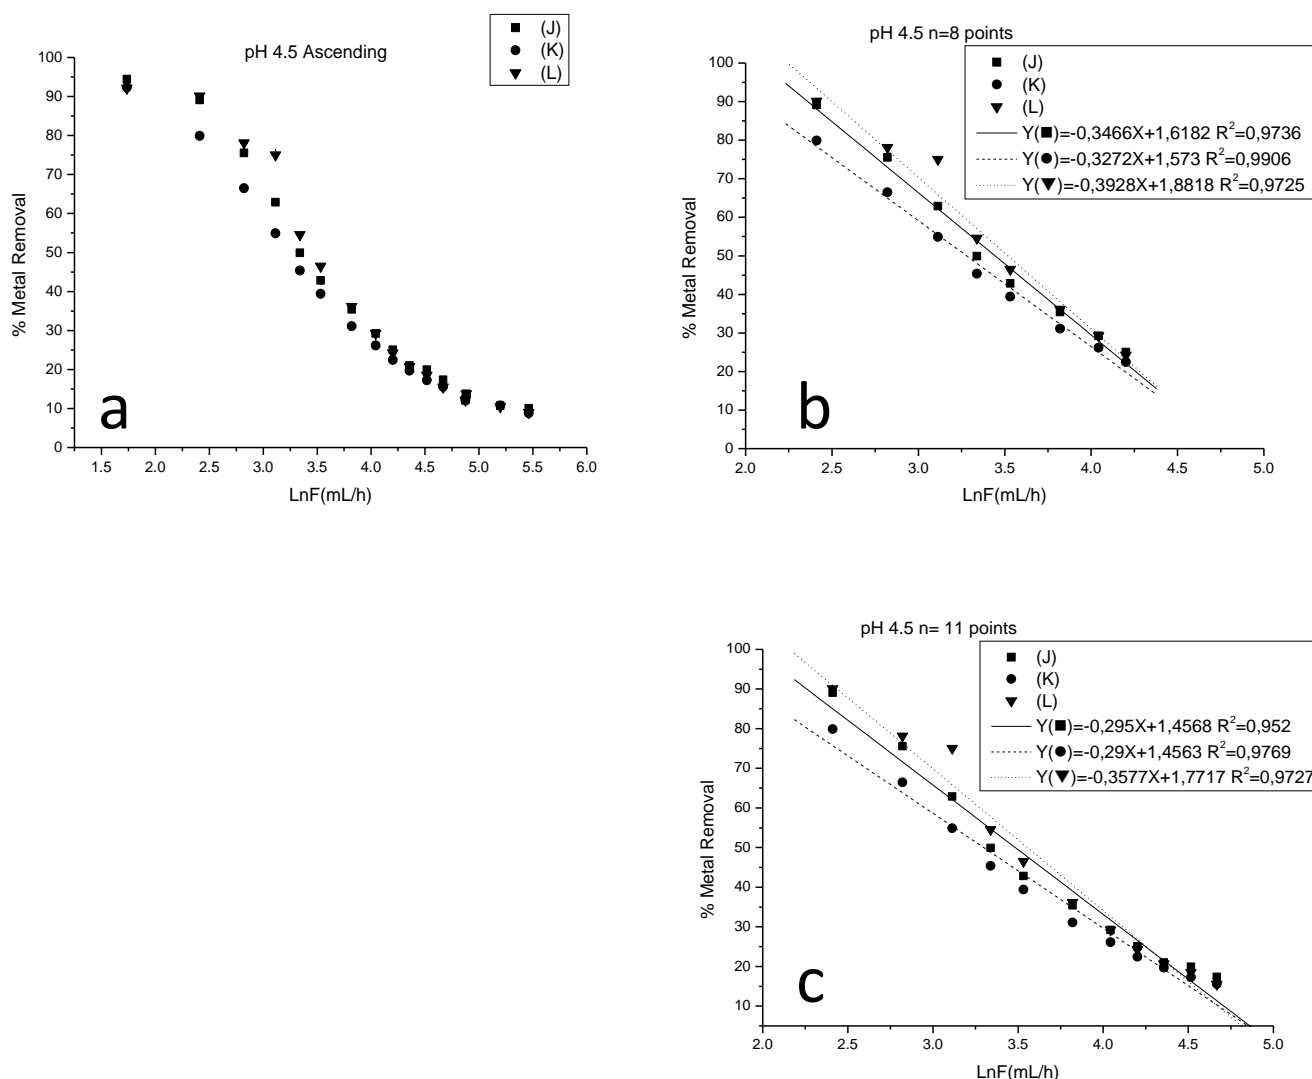 (J)
(K)
(L)
pH 4.5 Ascending
100
90
80
70
60
50
40
30
20
10
0
% Metal Removal
1.5 2.0 2.5 3.0 3.5 4.0 4.5 5.0 5.5 6.0
LnF(mL/h)
a
pH 4.5 n=8 points
(J)
(K)
(L)
Y(■)=-0,3466X+1,6182 R²=0,9736
Y(●)=-0,3272X+1,573 R²=0,9906
Y(▼)=-0,3928X+1,8818 R²=0,9725
100
90
80
70
60
50
40
30
20
10
0
% Metal Removal
2.0 2.5 3.0 3.5 4.0 4.5 5.0
LnF(mL/h)
b
pH 4.5 n= 11 points
(J)
(K)
(L)
Y(■)=-0,295X+1,4568 R²=0,952
Y(●)=-0,29X+1,4563 R²=0,9769
Y(▼)=-0,3577X+1,7717 R²=0,9727
100
90
80
70
60
50
40
30
20
10
% Metal Removal
2.0 2.5 3.0 3.5 4.0 4.5 5.0
LnF(mL/h)
c